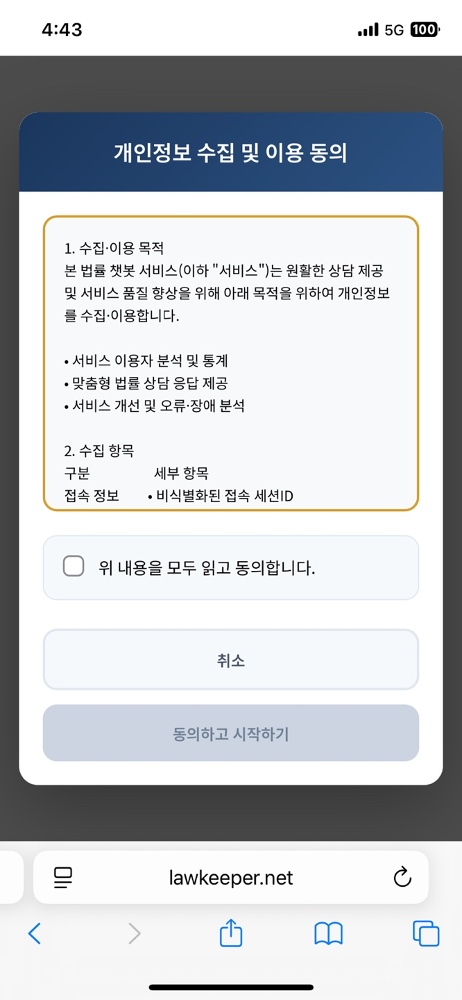 4:43
5G
100
개인정보 수집 및 이용 동의
1. 수집·이용 목적
본 법률 챗봇 서비스(이하 "서비스")는 원활한 상담 제공
및 서비스 품질 향상을 위해 아래 목적을 위하여 개인정보
를 수집·이용합니다.
• 서비스 이용자 분석 및 통계
• 맞춤형 법률 상담 응답 제공
• 서비스 개선 및 오류·장애 분석
2. 수집 항목
구분 세부 항목
접속 정보 • 비식별화된 접속 세션ID
위 내용을 모두 읽고 동의합니다.
취소
동의하고 시작하기
lawkeeper.net